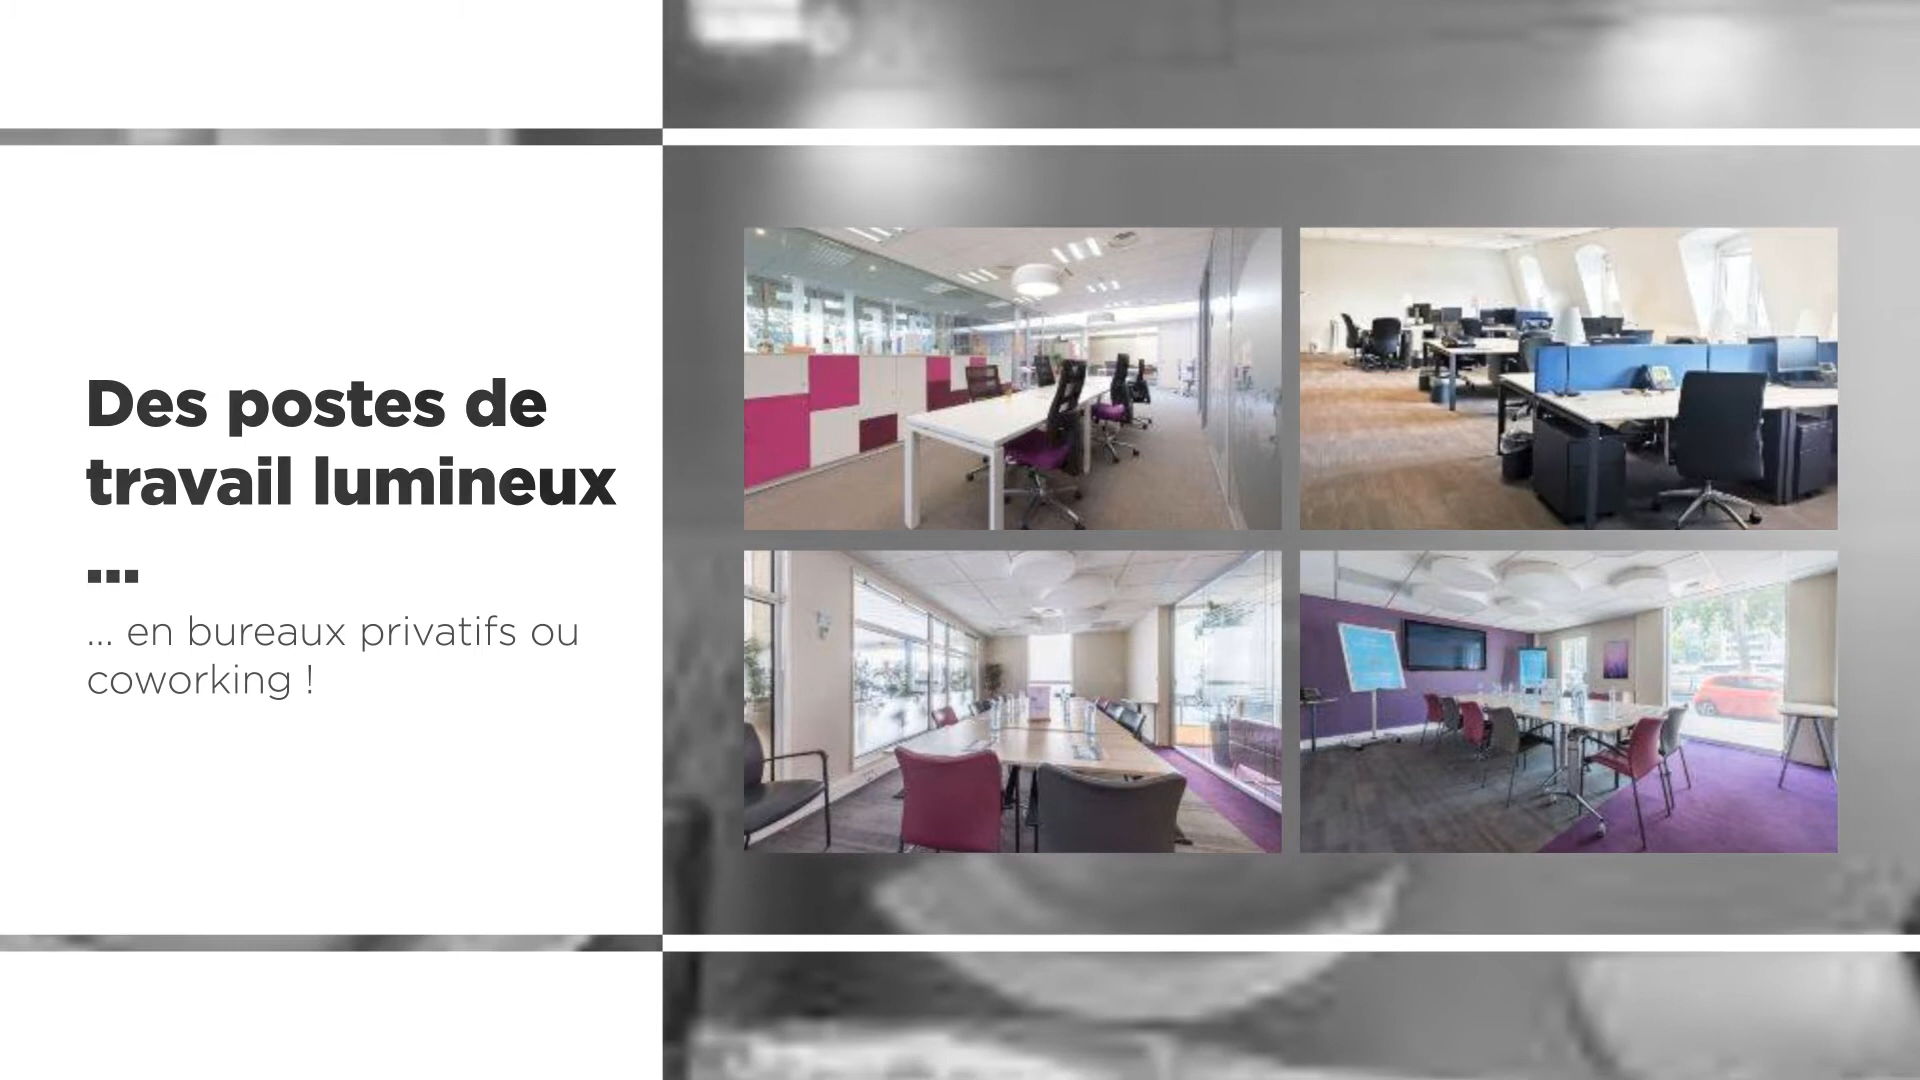 Des postes de
travail lumineux
...
... en bureaux privatifs ou
coworking !